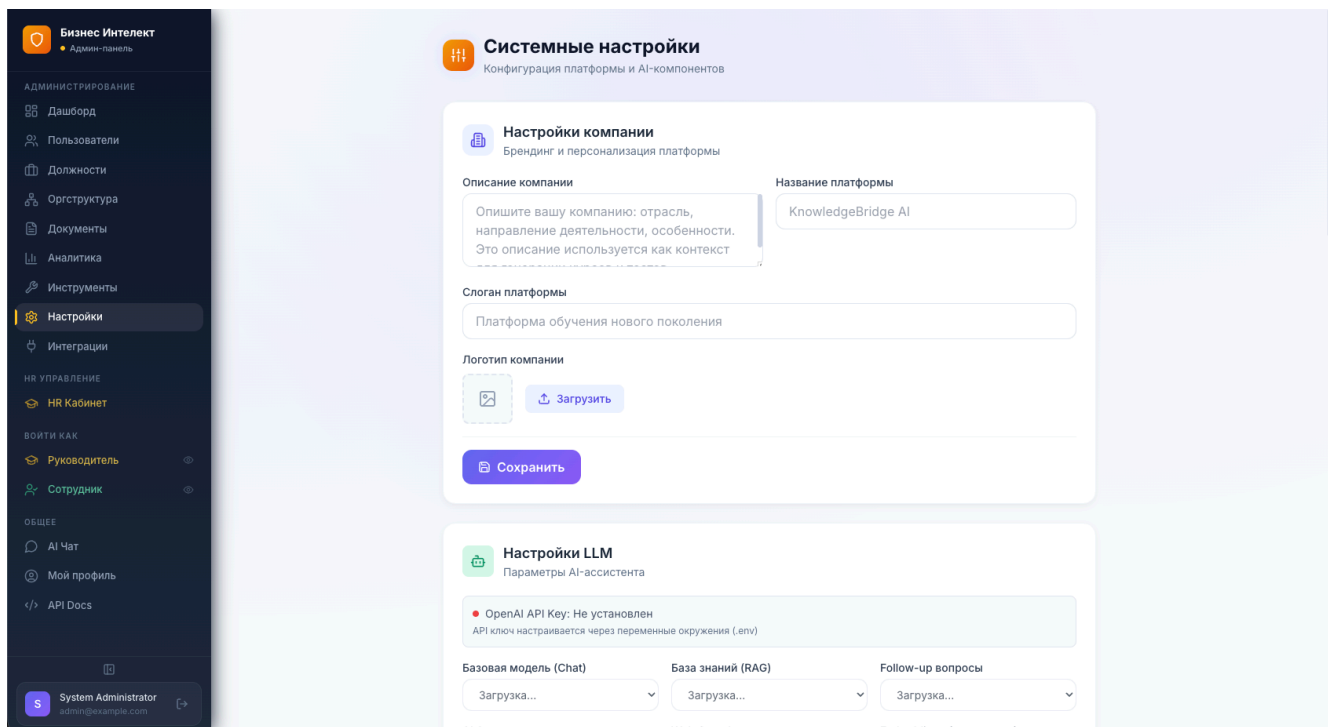 Бизнес Интелект
Админ-панель
АДМИНИСТРИРОВАНИЕ
Дашборд
Пользователи
Должности
Оргструктура
Документы
Аналитика
Инструменты
Настройки
Интеграции
HR УПРАВЛЕНИЕ
HR Кабинет
ВОЙТИ КАК
Руководитель
Сотрудник
ОБЩЕЕ
AI Чат
Мой профиль
API Docs
S
System Administrator
admin@example.com
Системные настройки
Конфигурация платформы и AI-компонентов
Настройки компании
Брендинг и персонализация платформы
Описание компании
Опишите вашу компанию: отрасль,
направление деятельности, особенности.
Это описание используется как контекст
Название платформы
KnowledgeBridge AI
Слоган платформы
Платформа обучения нового поколения
Логотип компании
Загрузить
Сохранить
Настройки LLM
Параметры AI-ассистента
OpenAI API Key: Не установлен
API ключ настраивается через переменные окружения (.env)
Базовая модель (Chat)
Загрузка...
База знаний (RAG)
Загрузка...
Follow-up вопросы
Загрузка...